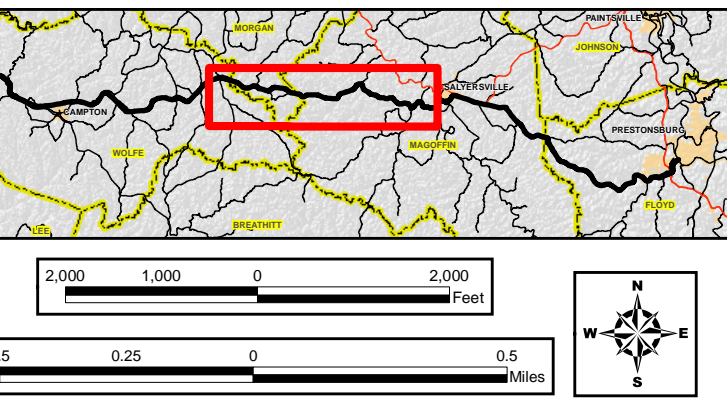 PAINTSVILLE
MORGAN
JOHNSON
SALYERSVILLE
CAMPTON
PRESTONSBURG
MAGOFFIN
WOLFE
FLOYD
BREATHITT
LEE
2,000 1,000 0 2,000
Feet
N
W E
S
.5 0.25 0 0.5
Miles